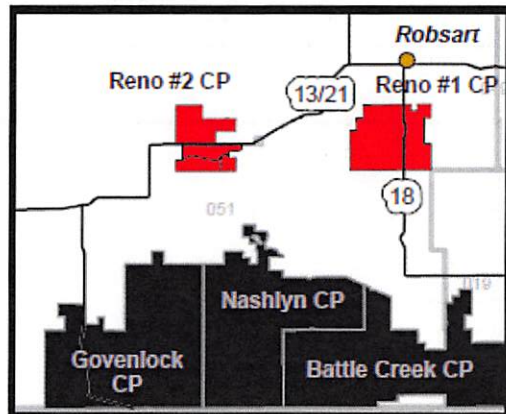 Robsart
Reno #2 CP
13/21
Reno #1 CP
18
051
019
Nashlyn CP
Govenlock
CP
Battle Creek CP